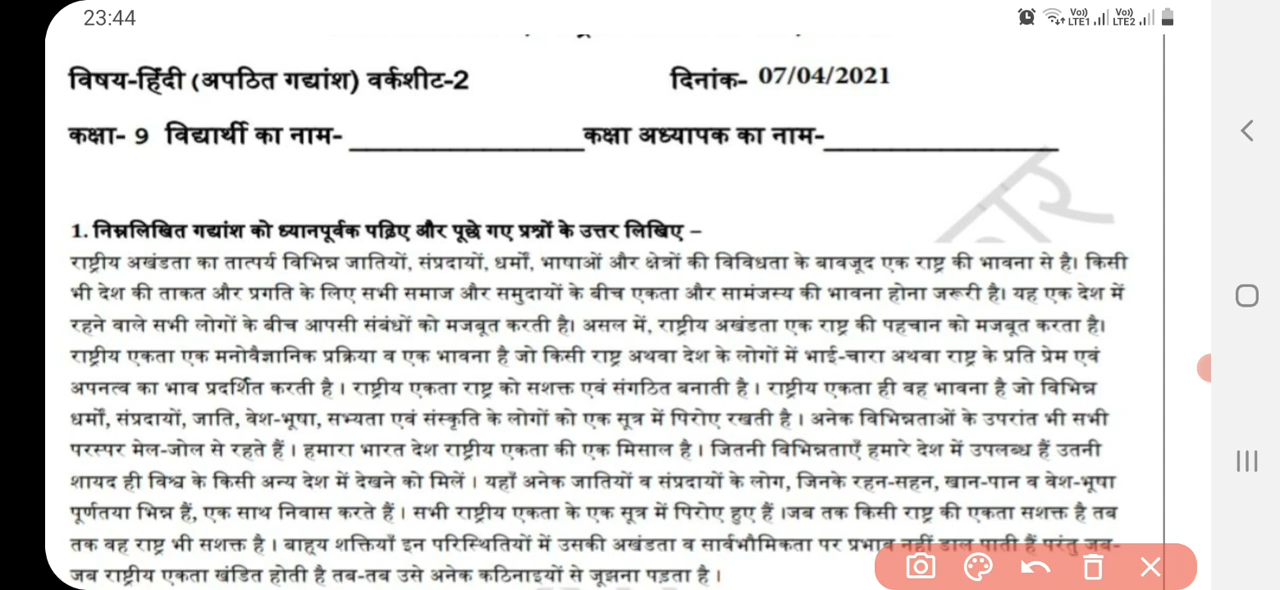 23:44
Vo)) LTE1 Vo)) LTE2
विषय-हिंदी (अपठित गद्यांश) वर्कशीट-2 दिनांक- 07/04/2021
कक्षा- 9 विद्यार्थी का नाम- कक्षा अध्यापक का नाम-
1. निम्नलिखित गद्यांश को ध्यानपूर्वक पढ़िए और पूछे गए प्रश्नों के उत्तर लिखिए –
राष्ट्रीय अखंडता का तात्पर्य विभिन्न जातियों, संप्रदायों, धर्मों, भाषाओं और क्षेत्रों की विविधता के बावजूद एक राष्ट्र की भावना से है। किसी
भी देश की ताकत और प्रगति के लिए सभी समाज और समुदायों के बीच एकता और सामंजस्य की भावना होना जरूरी है। यह एक देश में
रहने वाले सभी लोगों के बीच आपसी संबंधों को मजबूत करती है। असल में, राष्ट्रीय अखंडता एक राष्ट्र की पहचान को मजबूत करता है।
राष्ट्रीय एकता एक मनोवैज्ञानिक प्रक्रिया व एक भावना है जो किसी राष्ट्र अथवा देश के लोगों में भाई-चारा अथवा राष्ट्र के प्रति प्रेम एवं
अपनत्व का भाव प्रदर्शित करती है । राष्ट्रीय एकता राष्ट्र को सशक्त एवं संगठित बनाती है । राष्ट्रीय एकता ही वह भावना है जो विभिन्न
धर्मों, संप्रदायों, जाति, वेश-भूषा, सभ्यता एवं संस्कृति के लोगों को एक सूत्र में पिरोए रखती है । अनेक विभिन्नताओं के उपरांत भी सभी
परस्पर मेल-जोल से रहते हैं । हमारा भारत देश राष्ट्रीय एकता की एक मिसाल है । जितनी विभिन्नताएँ हमारे देश में उपलब्ध हैं उतनी
शायद ही विश्व के किसी अन्य देश में देखने को मिलें । यहाँ अनेक जातियों व संप्रदायों के लोग, जिनके रहन-सहन, खान-पान व वेश-भूषा
पूर्णतया भिन्न हैं, एक साथ निवास करते हैं । सभी राष्ट्रीय एकता के एक सूत्र में पिरोए हुए हैं ।जब तक किसी राष्ट्र की एकता सशक्त है तब
तक वह राष्ट्र भी सशक्त है । बाह्य शक्तियाँ इन परिस्थितियों में उसकी अखंडता व सार्वभौमिकता पर प्रभाव नहीं डाल पाती हैं परंतु जब-
जब राष्ट्रीय एकता खंडित होती है तब-तब उसे अनेक कठिनाइयों से जूझना पड़ता है ।